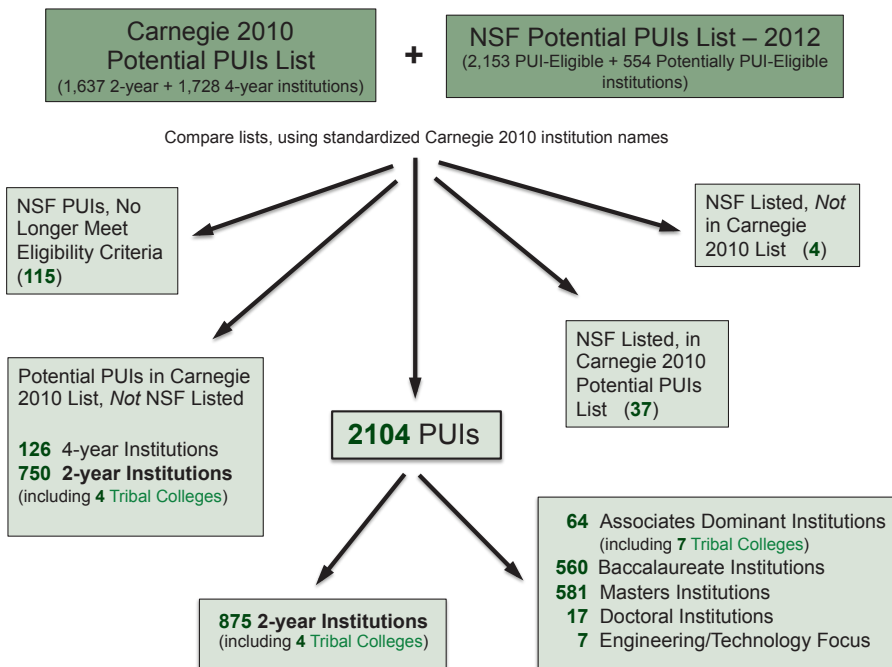 Carnegie 2010
Potential PUIs List
(1,637 2-year + 1,728 4-year institutions)
+
NSF Potential PUIs List – 2012
(2,153 PUI-Eligible + 554 Potentially PUI-Eligible
institutions)
Compare lists, using standardized Carnegie 2010 institution names
NSF PUIs, No
Longer Meet
Eligibility Criteria
(115)
NSF Listed, Not
in Carnegie
2010 List (4)
Potential PUIs in Carnegie
2010 List, Not NSF Listed
126 4-year Institutions
750 2-year Institutions
(including 4 Tribal Colleges)
NSF Listed, in
Carnegie 2010
Potential PUIs
List (37)
2104 PUIs
875 2-year Institutions
(including 4 Tribal Colleges)
64 Associates Dominant Institutions
(including 7 Tribal Colleges)
560 Baccalaureate Institutions
581 Masters Institutions
17 Doctoral Institutions
7 Engineering/Technology Focus